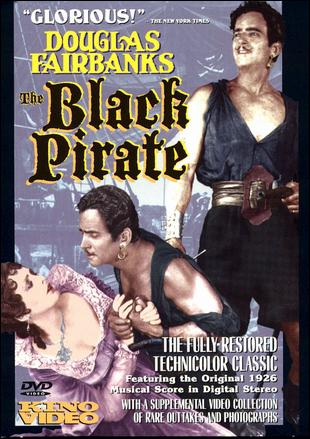 "GLORIOUS!" — THE NEW YORK TIMES
DOUGLAS
FAIRBANKS
The Black
Pirate
THE FULLY RESTORED
TECHNICOLOR CLASSIC
Featuring the Original 1926
Musical Score in Digital Stereo
WITH A SUPPLEMENTAL VIDEO COLLECTION
OF RARE OUTTAKES AND PHOTOGRAPHS
DVD
VIDEO
KINO
VIDEO